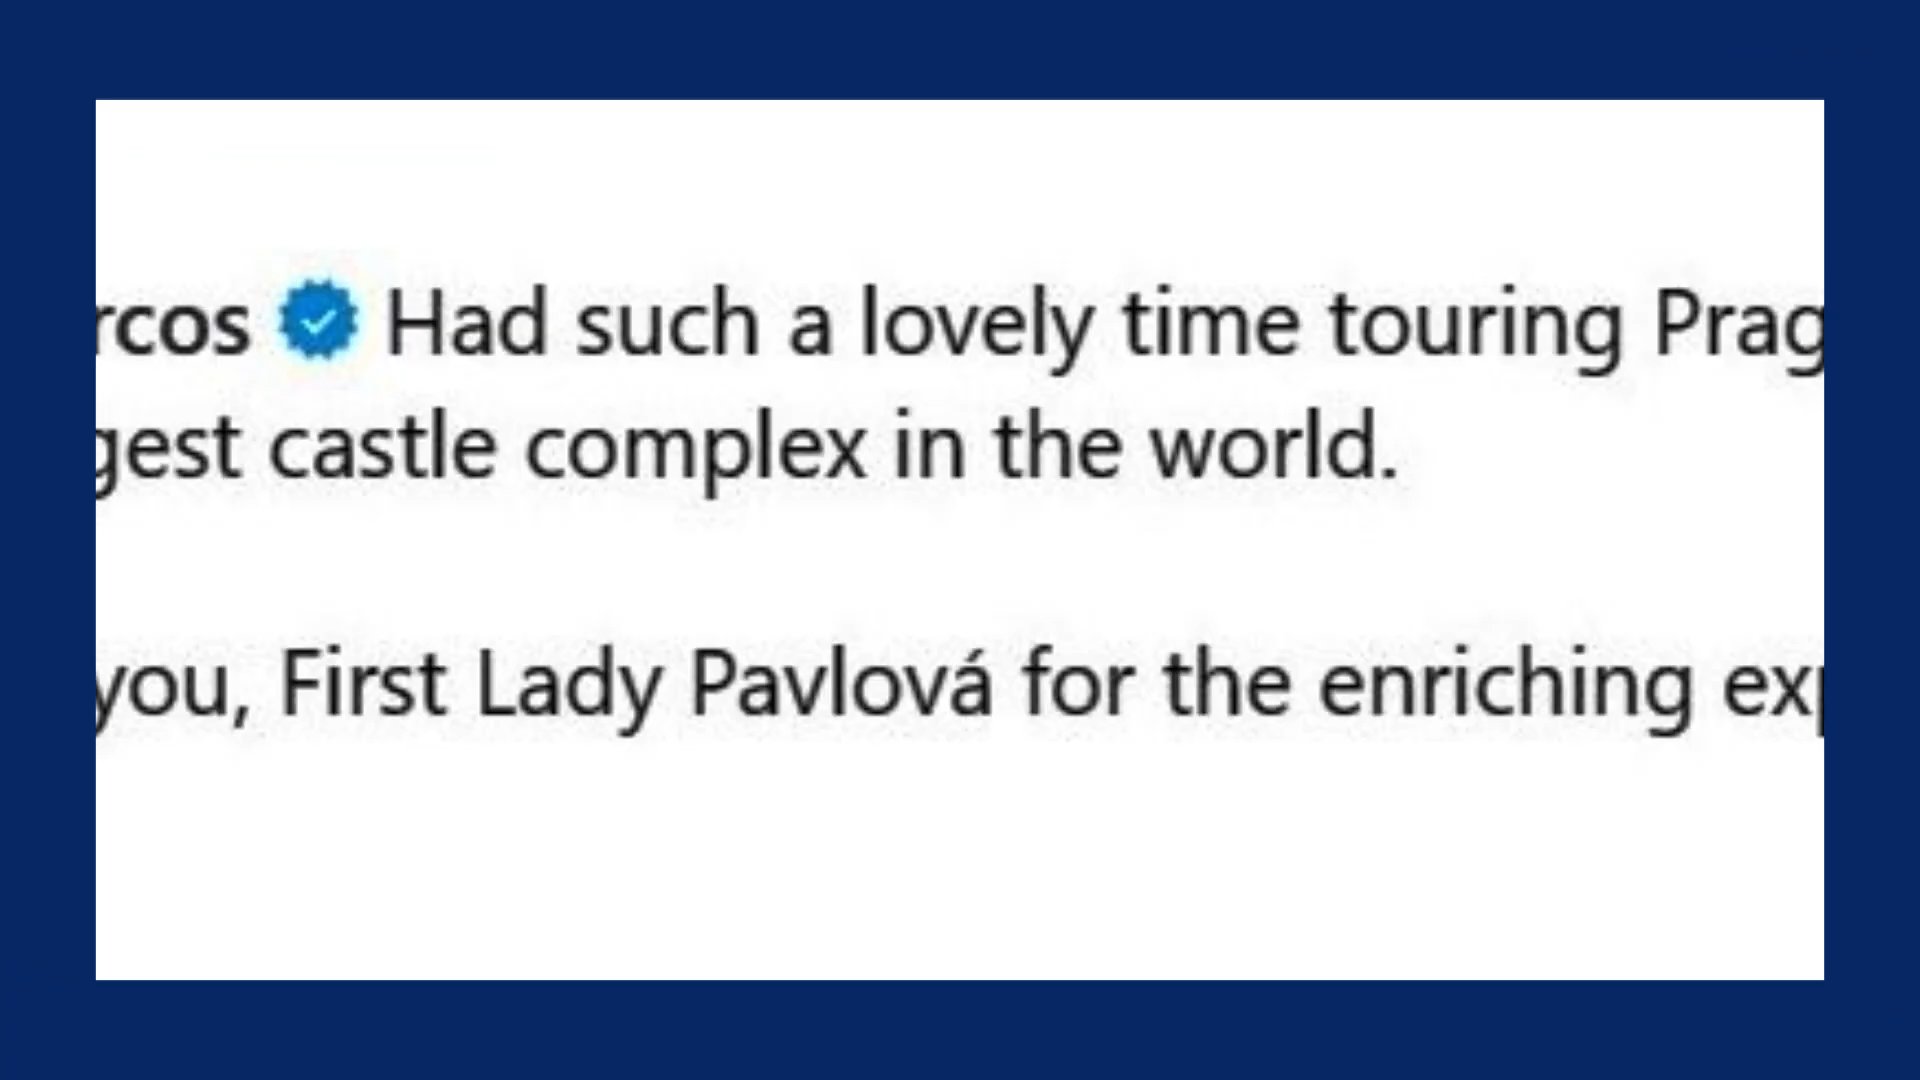 rcos Had such a lovely time touring Prag
gest castle complex in the world.
you, First Lady Pavlová for the enriching exp